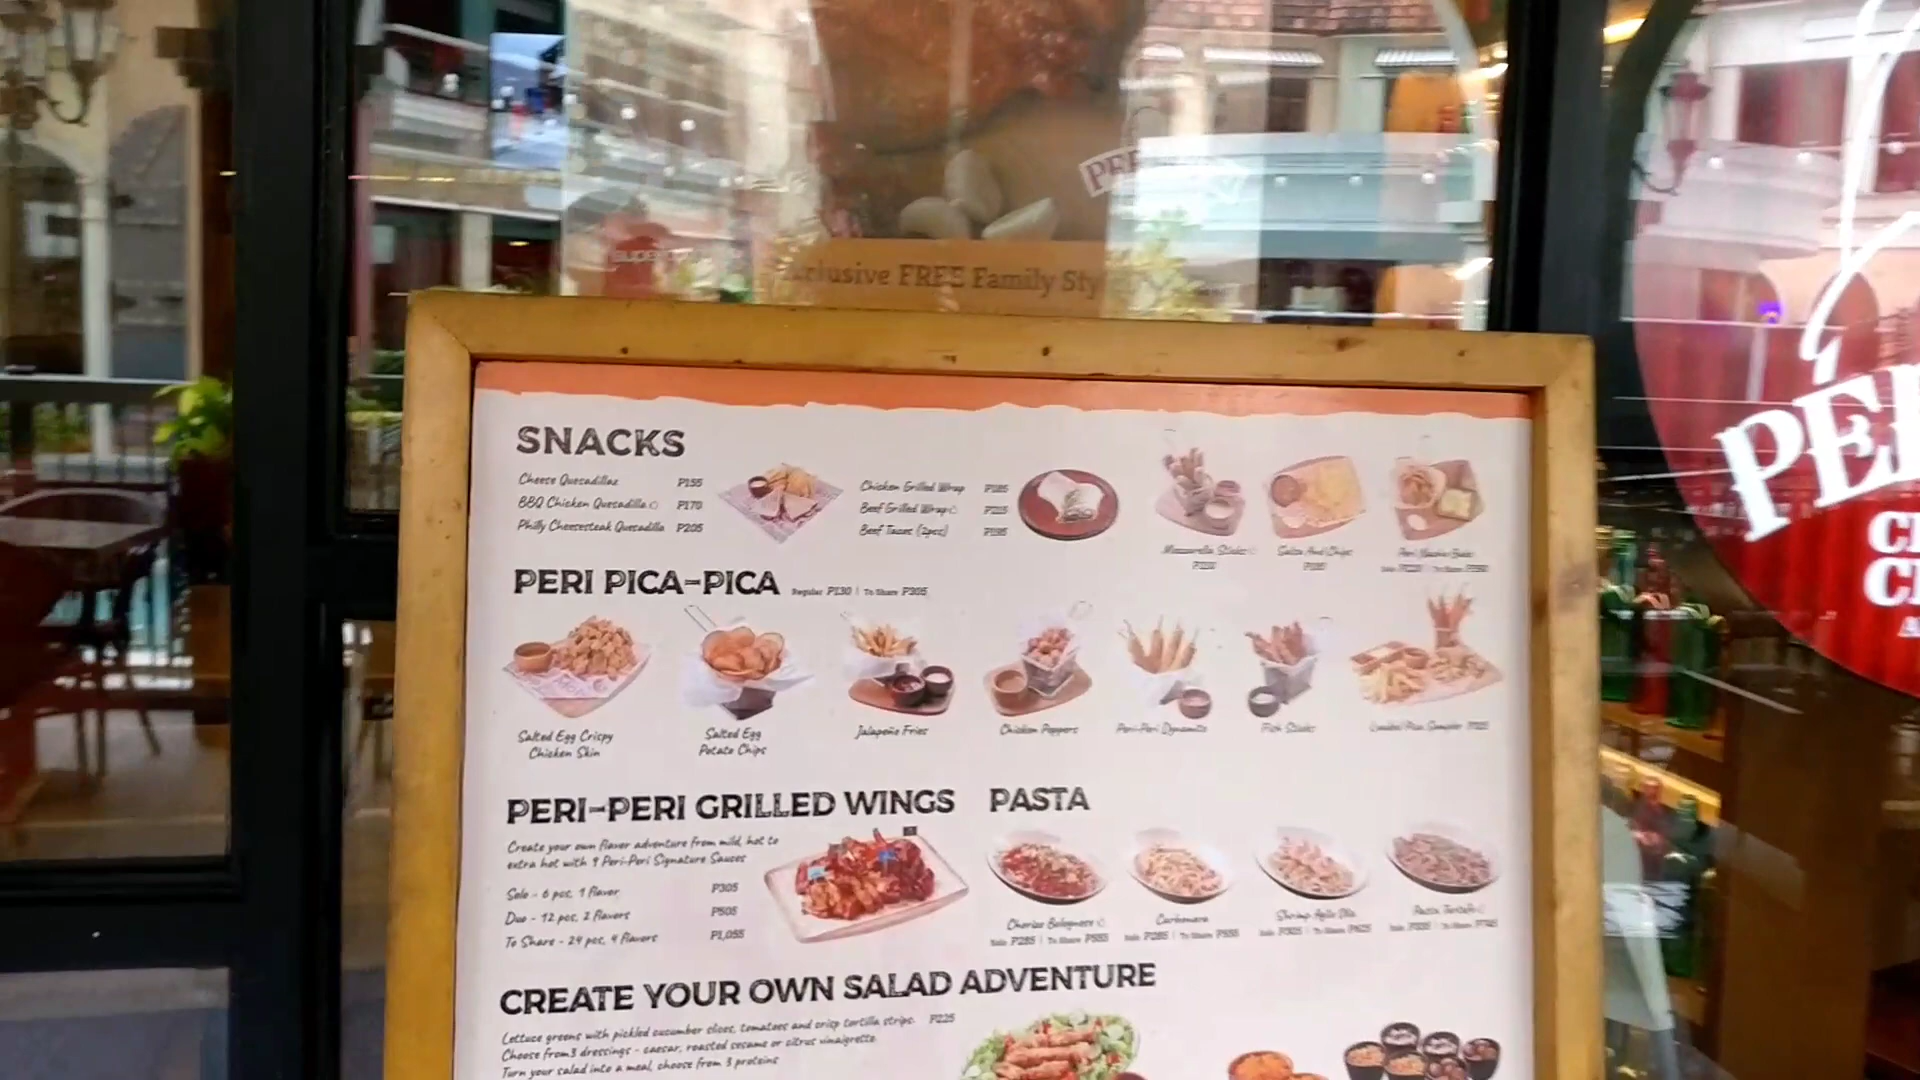 Exclusive FREE Family Sty
SNACKS
Cheese Quesadillaz P155
BBQ Chicken Quesadilla P170
Philly Cheesesteak Quesadilla P205
Chicken Grilled Wrap
Beef Grilled Wrap
Beef Tacos (2pcs)
Mozzarella Sticks
Salsa And Chips
PERI PICA-PICA Regular P130 | To Share P305
Salted Egg Crispy
Chicken Skin
Salted Egg
Potato Chips
Jalapeño Fries
Chicken Poppers
Peri-Peri Dynamite
Fish Sticks
PERI-PERI GRILLED WINGS
Create your own flavor adventure from mild, hot to
extra hot with 9 Peri-Peri Signature Sauces
Solo - 6 pcs, 1 flavor P305
Duo - 12 pcs, 2 flavors P505
To Share - 24 pcs, 4 flavors P1,055
PASTA
Chorizo Bolognese
Solo P285 | To Share P555
Carbonara
Solo P285 | To Share P555
CREATE YOUR OWN SALAD ADVENTURE
Lettuce greens with pickled cucumber slices, tomatoes and crisp tortilla strips. P225
Choose from 3 dressings - caesar, roasted sesame or citrus vinaigrette
Turn your salad into a meal, choose from 3 proteins
PE